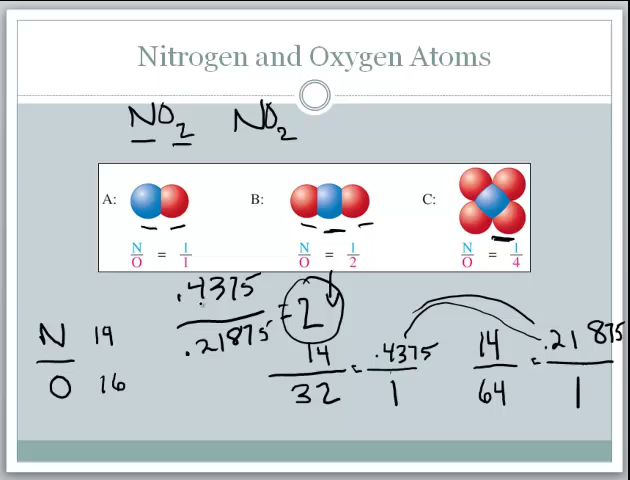 Nitrogen and Oxygen Atoms
NO2 NO2
A: B: C:
N/O = 1/1 N/O = 1/2 N/O = 1/4
.4375/.21875 = 2
N 14
O 16
14/32 = .4375/1
14/64 = .21875/1